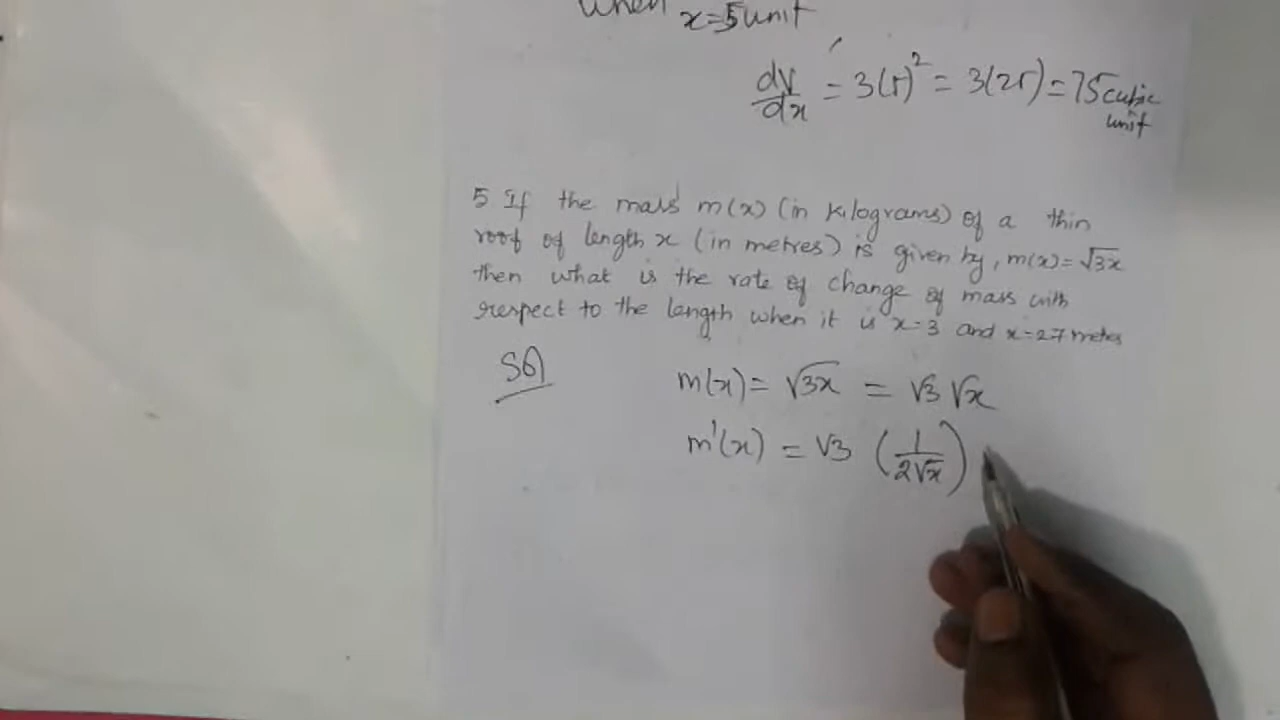 When x=5 unit
dv/dx = 3(5)² = 3(25) = 75 cubic unit
5 If the mass m(x) (in kilograms) of a thin
roof of length x (in metres) is given by, m(x)=√3x
then what is the rate of change of mass with
respect to the length when it is x=3 and x=27 metres
Sol
m(x) = √3x = √3 √x
m'(x) = √3 (1/2√x)